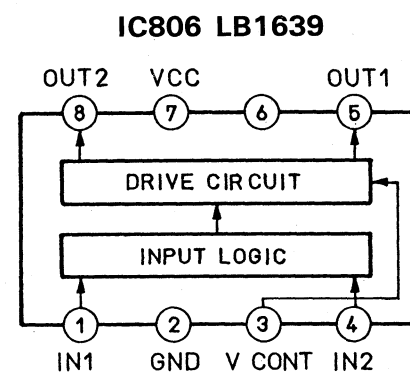 IC806 LB1639
OUT2 VCC OUT1
8 7 6 5
DRIVE CIRCUIT
INPUT LOGIC
1 2 3 4
IN1 GND V CONT IN2